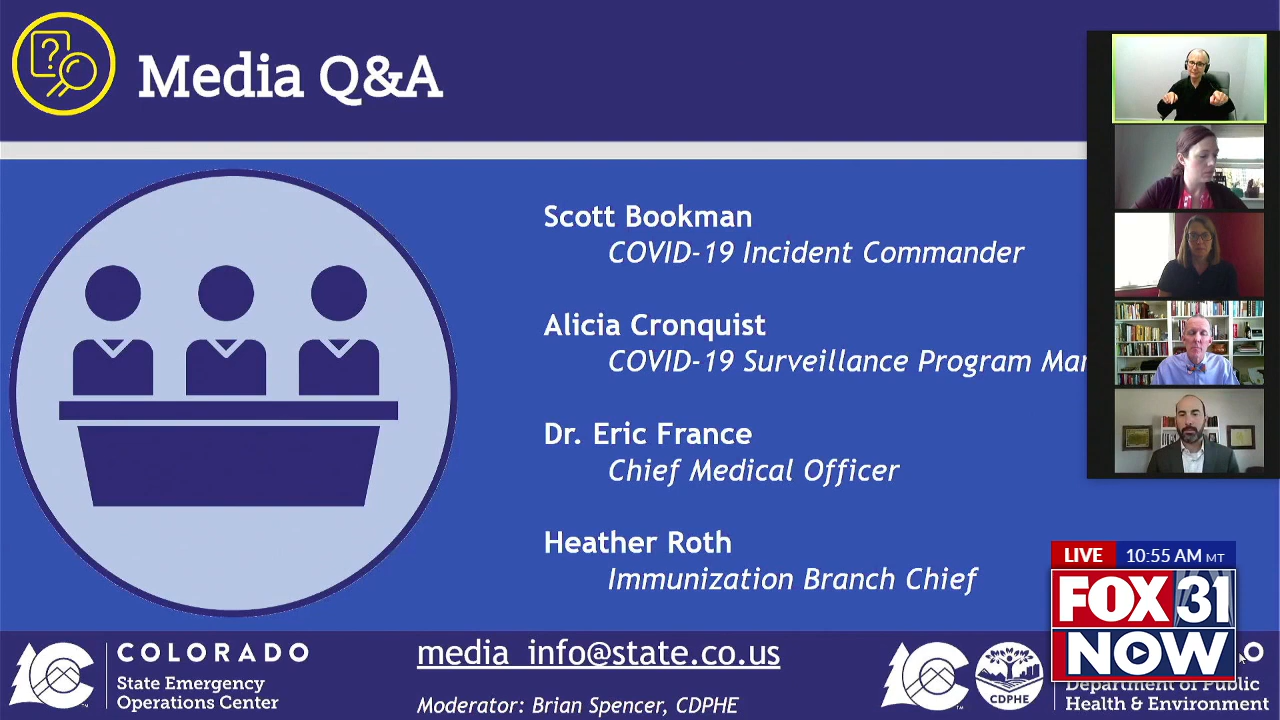 ?
Media Q&A
Scott Bookman
COVID-19 Incident Commander
Alicia Cronquist
COVID-19 Surveillance Program Man
Dr. Eric France
Chief Medical Officer
Heather Roth
Immunization Branch Chief
LIVE 10:55 AM MT
FOX 31
NOW
COLORADO
State Emergency
Operations Center
media_info@state.co.us
Moderator: Brian Spencer, CDPHE
CDPHE
Department of Public
Health & Environment